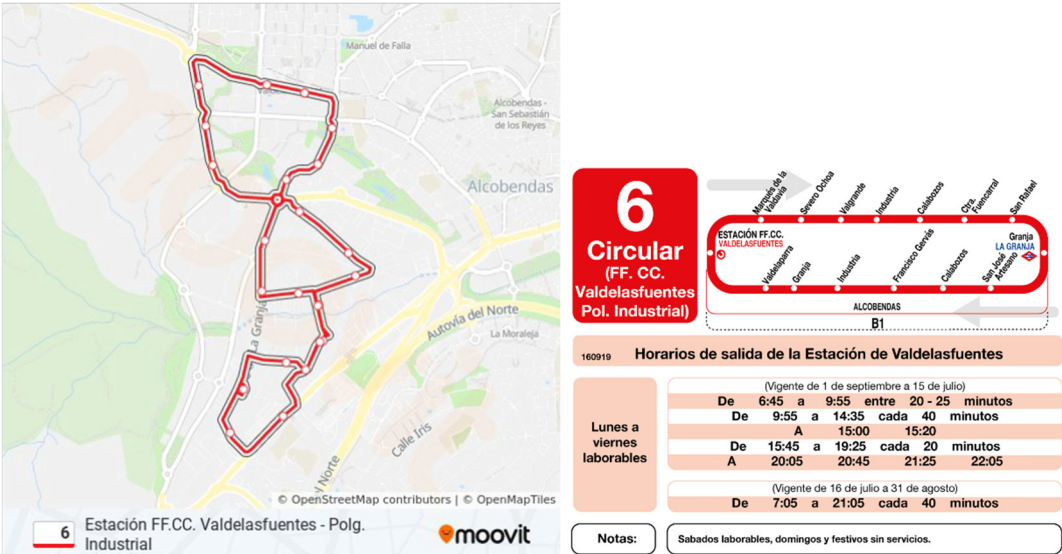 Manuel de Falla
Alcobendas -
San Sebastián
de los Reyes
Alcobendas
Autovía del Norte
La Moraleja
La Granja
Calle Iris
del Norte
© OpenStreetMap contributors | © OpenMapTiles
6
Estación FF.CC. Valdelasfuentes - Polg.
Industrial
moovit
6
Circular
(FF. CC.
Valdelasfuentes
Pol. Industrial)
Marqués de la
Valdavia
Severo Ochoa
Valgrande
Industria
Calabozos
Ctra.
Fuencarral
San Rafael
ESTACIÓN FF.CC.
VALDELASFUENTES
Granja
LA GRANJA
Valdelaparra
Granja
Industria
Francisco Gervás
Calabozos
San José
Artesano
ALCOBENDAS
B1
160919 Horarios de salida de la Estación de Valdelasfuentes
Lunes a
viernes
laborables
(Vigente de 1 de septiembre a 15 de julio)
De 6:45 a 9:55 entre 20 - 25 minutos
De 9:55 a 14:35 cada 40 minutos
A 15:00 15:20
De 15:45 a 19:25 cada 20 minutos
A 20:05 20:45 21:25 22:05
(Vigente de 16 de julio a 31 de agosto)
De 7:05 a 21:05 cada 40 minutos
Notas:
Sabados laborables, domingos y festivos sin servicios.